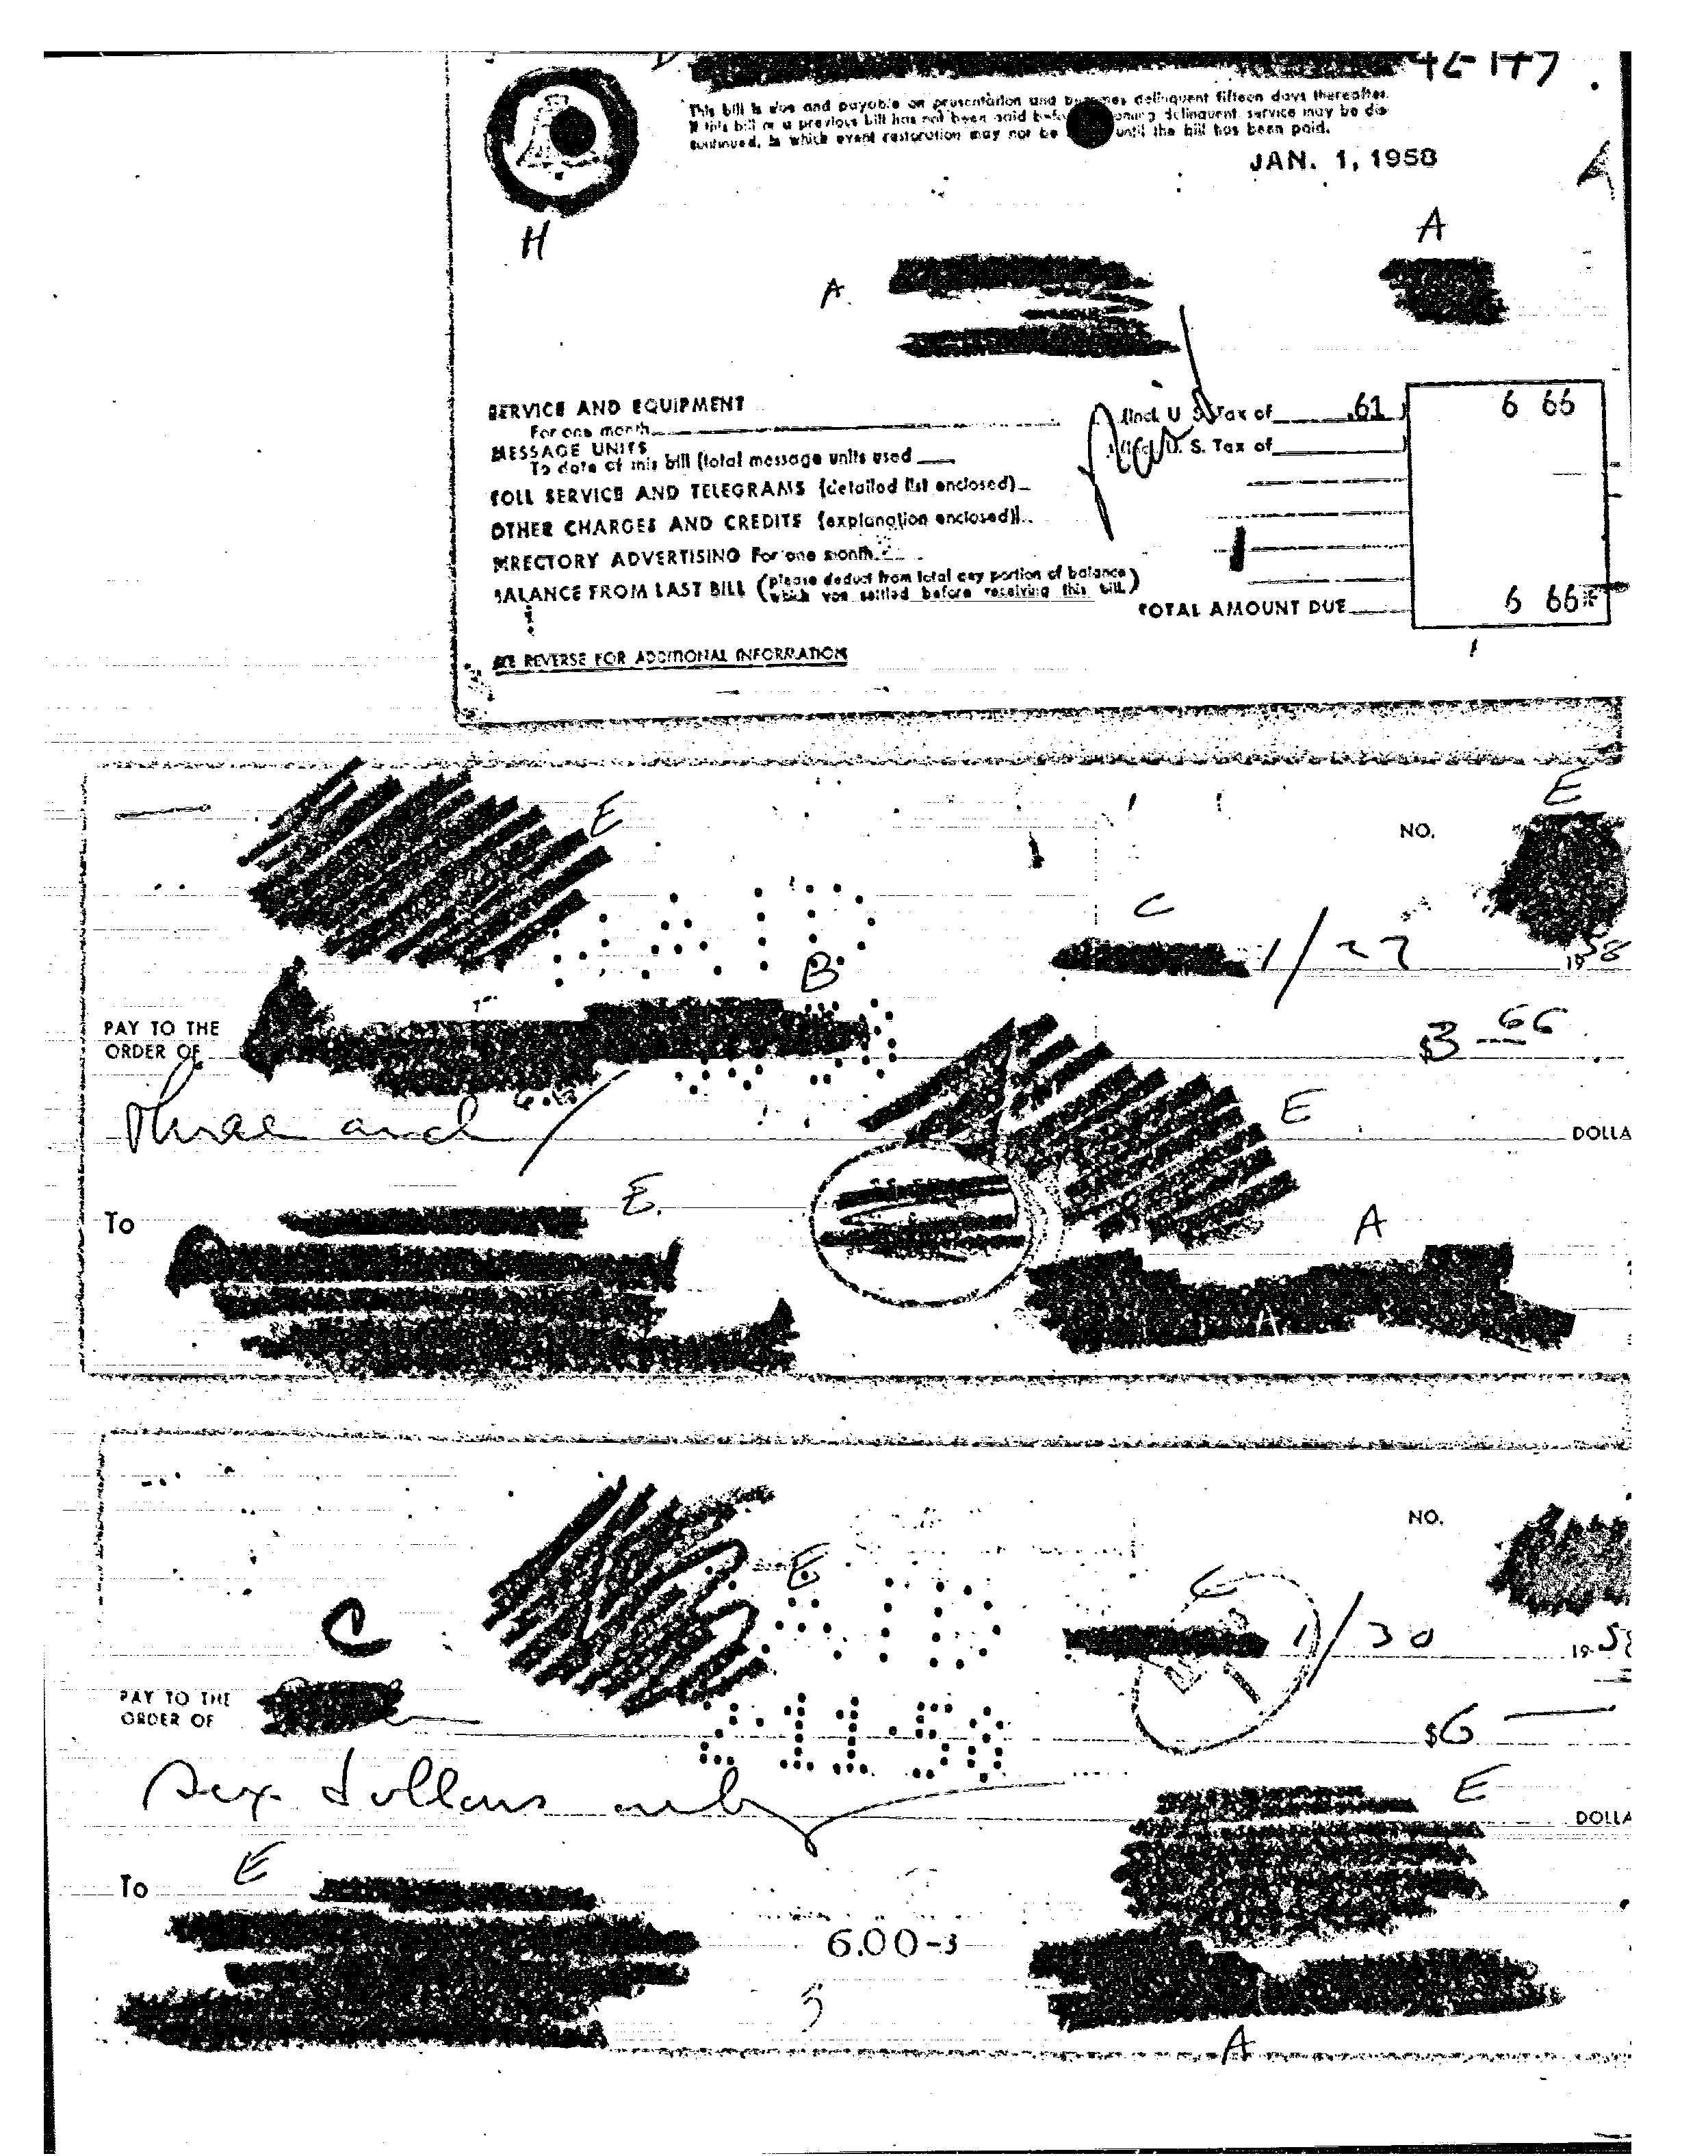 42-147
This bill is due and payable on presentation and becomes delinquent fifteen days thereafter.
If this bill or a previous bill has not been paid before delinquent service may be dis-
continued, in which event restoration may not be until the bill has been paid.
JAN. 1, 1958
H
A
A
SERVICE AND EQUIPMENT
For one month (Incl. U. S. Tax of .61) 6 66
MESSAGE UNITS
To date of this bill (total message units used (Incl. U. S. Tax of )
Paid
TOLL SERVICE AND TELEGRAMS (detailed list enclosed)
OTHER CHARGES AND CREDITS (explanation enclosed)
DIRECTORY ADVERTISING For one month
BALANCE FROM LAST BILL (please deduct from total any portion of balance
which you settled before receiving this bill)
TOTAL AMOUNT DUE 6 66
SEE REVERSE FOR ADDITIONAL INFORMATION
E
E
NO.
C
1/27 1958
B
PAY TO THE
ORDER OF $3 66
Three and
E
DOLLA
To
E.
A
A
NO.
E
C
C
1/30 19 58
PAY TO THE
ORDER OF $6
2-11-58
six dollars only
E
DOLLA
To
E
6.00-3
5
A